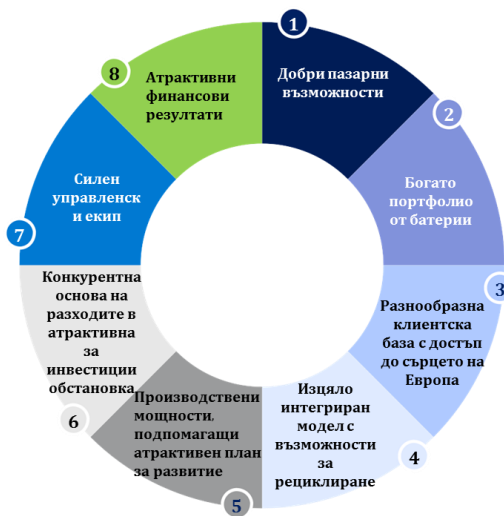 1
Добри пазарни
възможности
2
Богато
портфолио
от батерии
3
Разнообразна
клиентска
база с достъп
до сърцето на
Европа
4
Изцяло
интегриран
модел с
възможности
за
рециклиране
5
Производствени
мощности,
подпомагащи
атрактивен план
за развитие
6
Конкурентна
основа на
разходите в
атрактивна
за
инвестиции
обстановка
7
Силен
управленск
и екип
8
Атрактивни
финансови
резултати